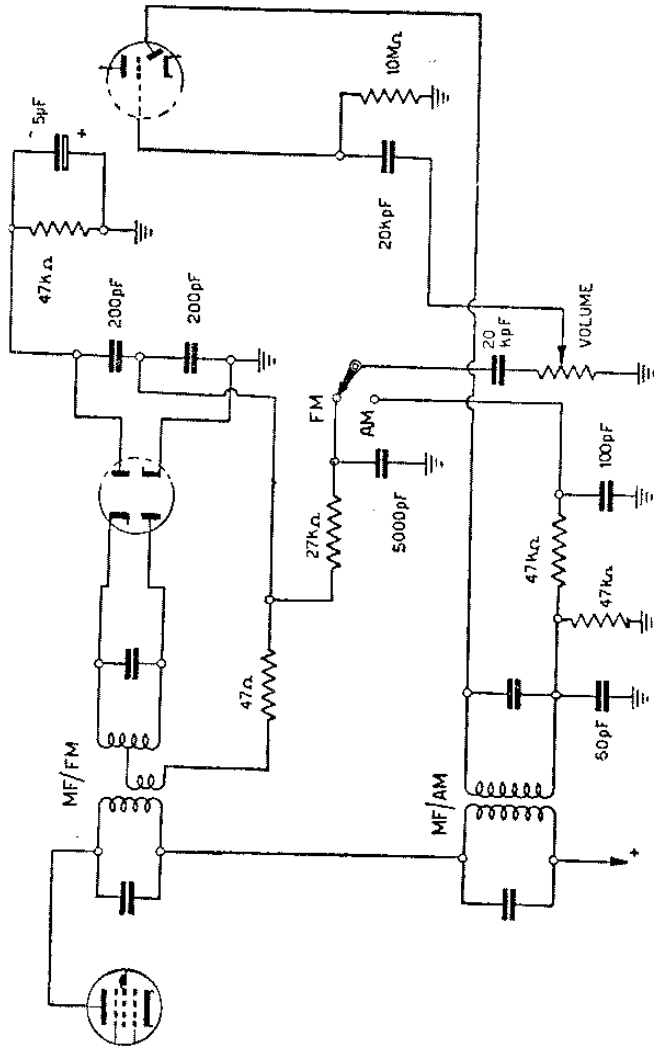 MF/FM
47Ω
200pF
200pF
47kΩ
5µF
+
FM
AM
27kΩ
5000pF
20KpF
10MΩ
20
KpF
VOLUME
MF/AM
+
50pF
47kΩ
47kΩ
100pF